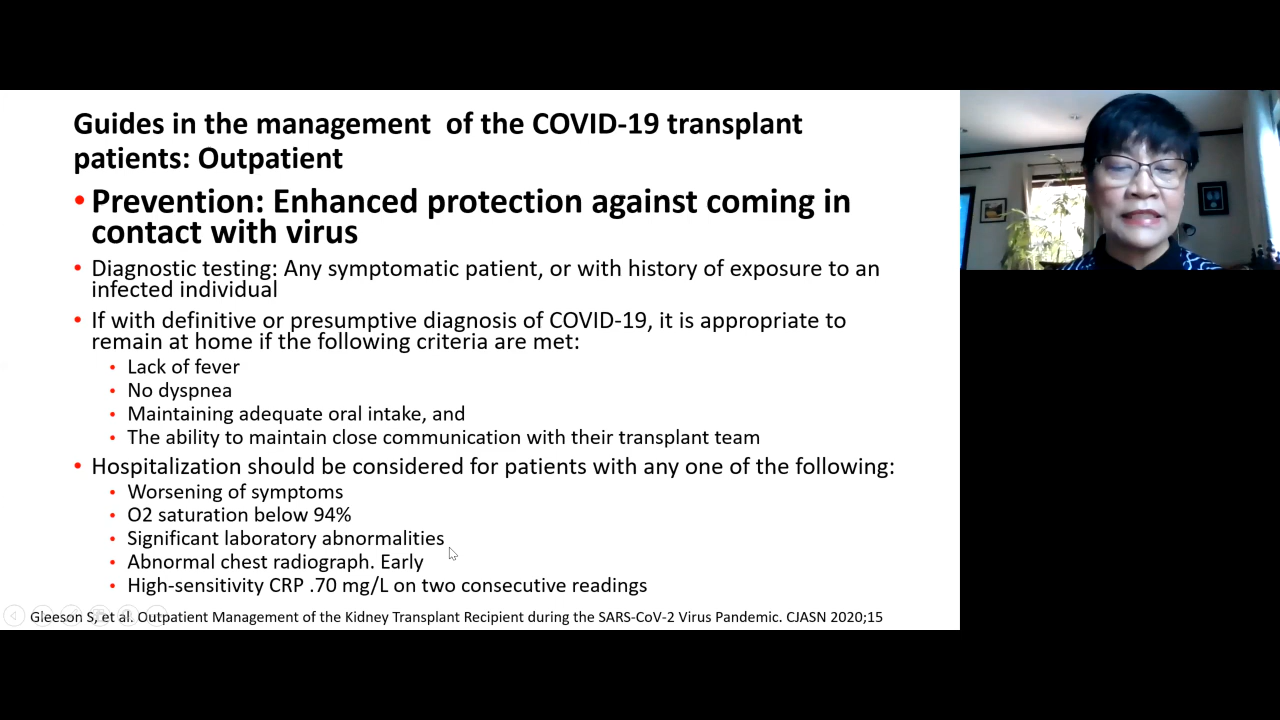 Guides in the management of the COVID-19 transplant
patients: Outpatient
• Prevention: Enhanced protection against coming in
contact with virus
• Diagnostic testing: Any symptomatic patient, or with history of exposure to an
infected individual
• If with definitive or presumptive diagnosis of COVID-19, it is appropriate to
remain at home if the following criteria are met:
• Lack of fever
• No dyspnea
• Maintaining adequate oral intake, and
• The ability to maintain close communication with their transplant team
• Hospitalization should be considered for patients with any one of the following:
• Worsening of symptoms
• O2 saturation below 94%
• Significant laboratory abnormalities
• Abnormal chest radiograph. Early
• High-sensitivity CRP .70 mg/L on two consecutive readings
Gleeson S, et al. Outpatient Management of the Kidney Transplant Recipient during the SARS-CoV-2 Virus Pandemic. CJASN 2020;15